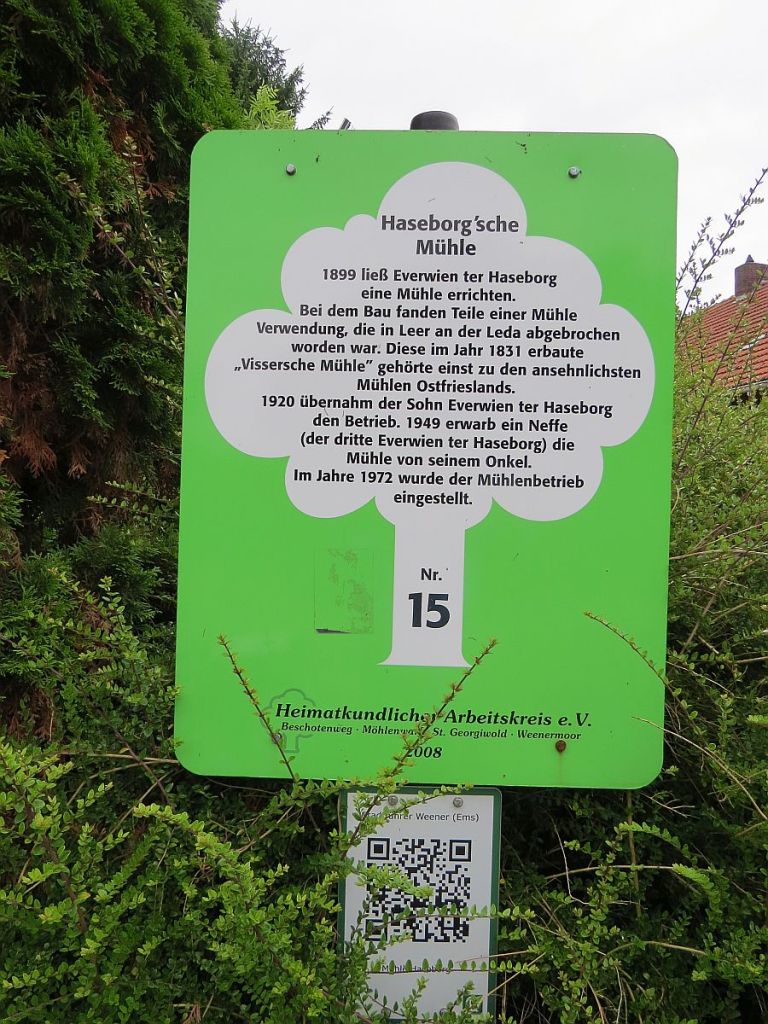 Haseborg'sche
Mühle
1899 ließ Everwien ter Haseborg
eine Mühle errichten.
Bei dem Bau fanden Teile einer Mühle
Verwendung, die in Leer an der Leda abgebrochen
worden war. Diese im Jahr 1831 erbaute
„Vissersche Mühle” gehörte einst zu den ansehnlichsten
Mühlen Ostfrieslands.
1920 übernahm der Sohn Everwien ter Haseborg
den Betrieb. 1949 erwarb ein Neffe
(der dritte Everwien ter Haseborg) die
Mühle von seinem Onkel.
Im Jahre 1972 wurde der Mühlenbetrieb
eingestellt.
Nr.
15
Heimatkundlicher Arbeitskreis e.V.
Beschotenweg · St. Georgiwold · Weenermoor
2008
Weener (Ems)